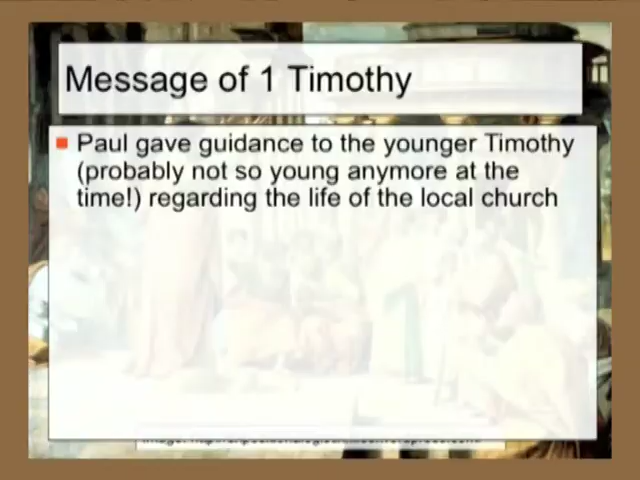 Message of 1 Timothy
Paul gave guidance to the younger Timothy
(probably not so young anymore at the
time!) regarding the life of the local church